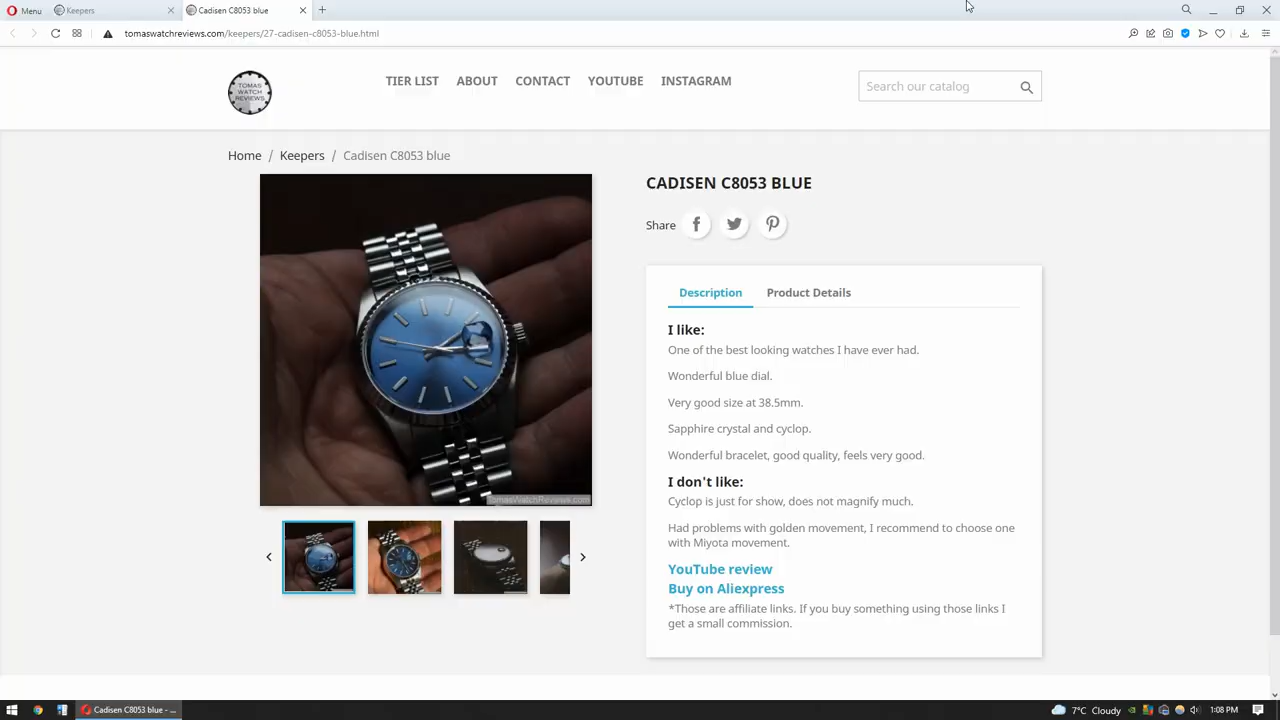 Menu
Keepers
Cadisen C8053 blue
tomaswatchreviews.com/keepers/27-cadisen-c8053-blue.html
TOMAS
WATCH
REVIEWS
TIER LIST
ABOUT
CONTACT
YOUTUBE
INSTAGRAM
Search our catalog
Home / Keepers / Cadisen C8053 blue
TomasWatchReviews.com
CADISEN C8053 BLUE
Share
Description
Product Details
I like:
One of the best looking watches I have ever had.
Wonderful blue dial.
Very good size at 38.5mm.
Sapphire crystal and cyclop.
Wonderful bracelet, good quality, feels very good.
I don't like:
Cyclop is just for show, does not magnify much.
Had problems with golden movement, I recommend to choose one
with Miyota movement.
YouTube review
Buy on Aliexpress
*Those are affiliate links. If you buy something using those links I
get a small commission.
Cadisen C8053 blue - ...
7°C Cloudy
1:08 PM